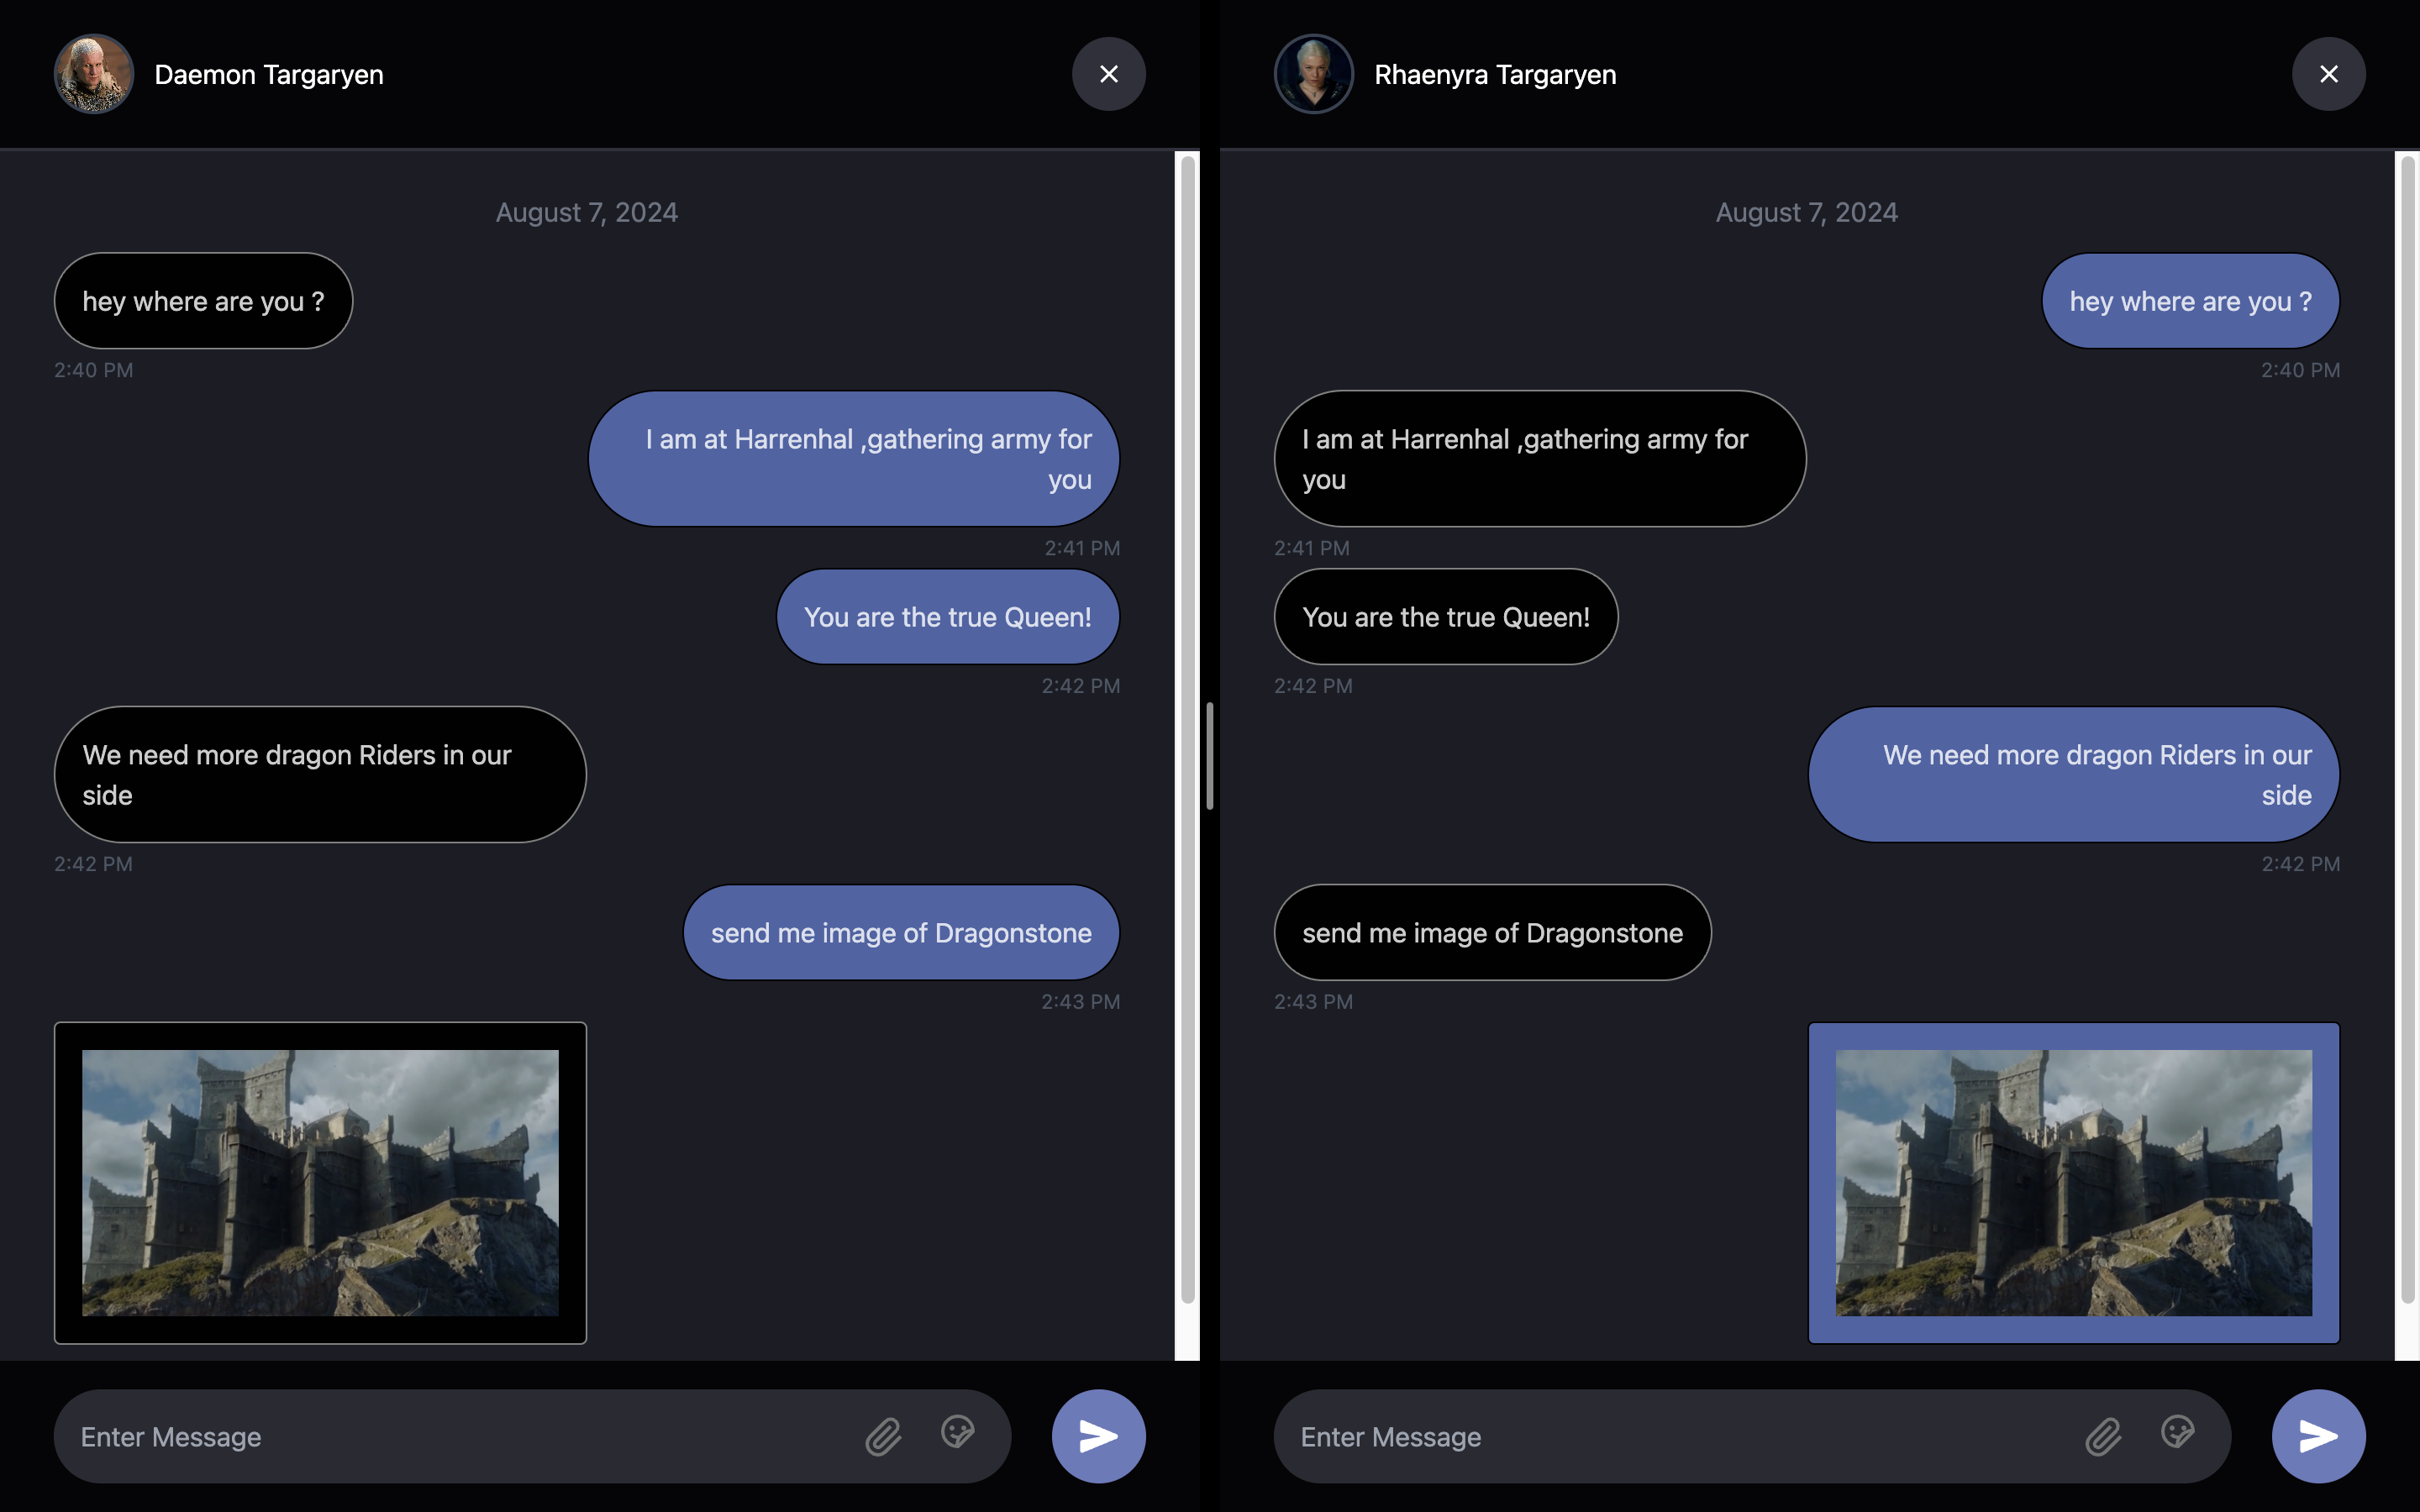 Daemon Targaryen
August 7, 2024
hey where are you ?
2:40 PM
I am at Harrenhal ,gathering army for
you
2:41 PM
You are the true Queen!
2:42 PM
We need more dragon Riders in our
side
2:42 PM
send me image of Dragonstone
2:43 PM
Enter Message
Rhaenyra Targaryen
August 7, 2024
hey where are you ?
2:40 PM
I am at Harrenhal ,gathering army for
you
2:41 PM
You are the true Queen!
2:42 PM
We need more dragon Riders in our
side
2:42 PM
send me image of Dragonstone
2:43 PM
Enter Message